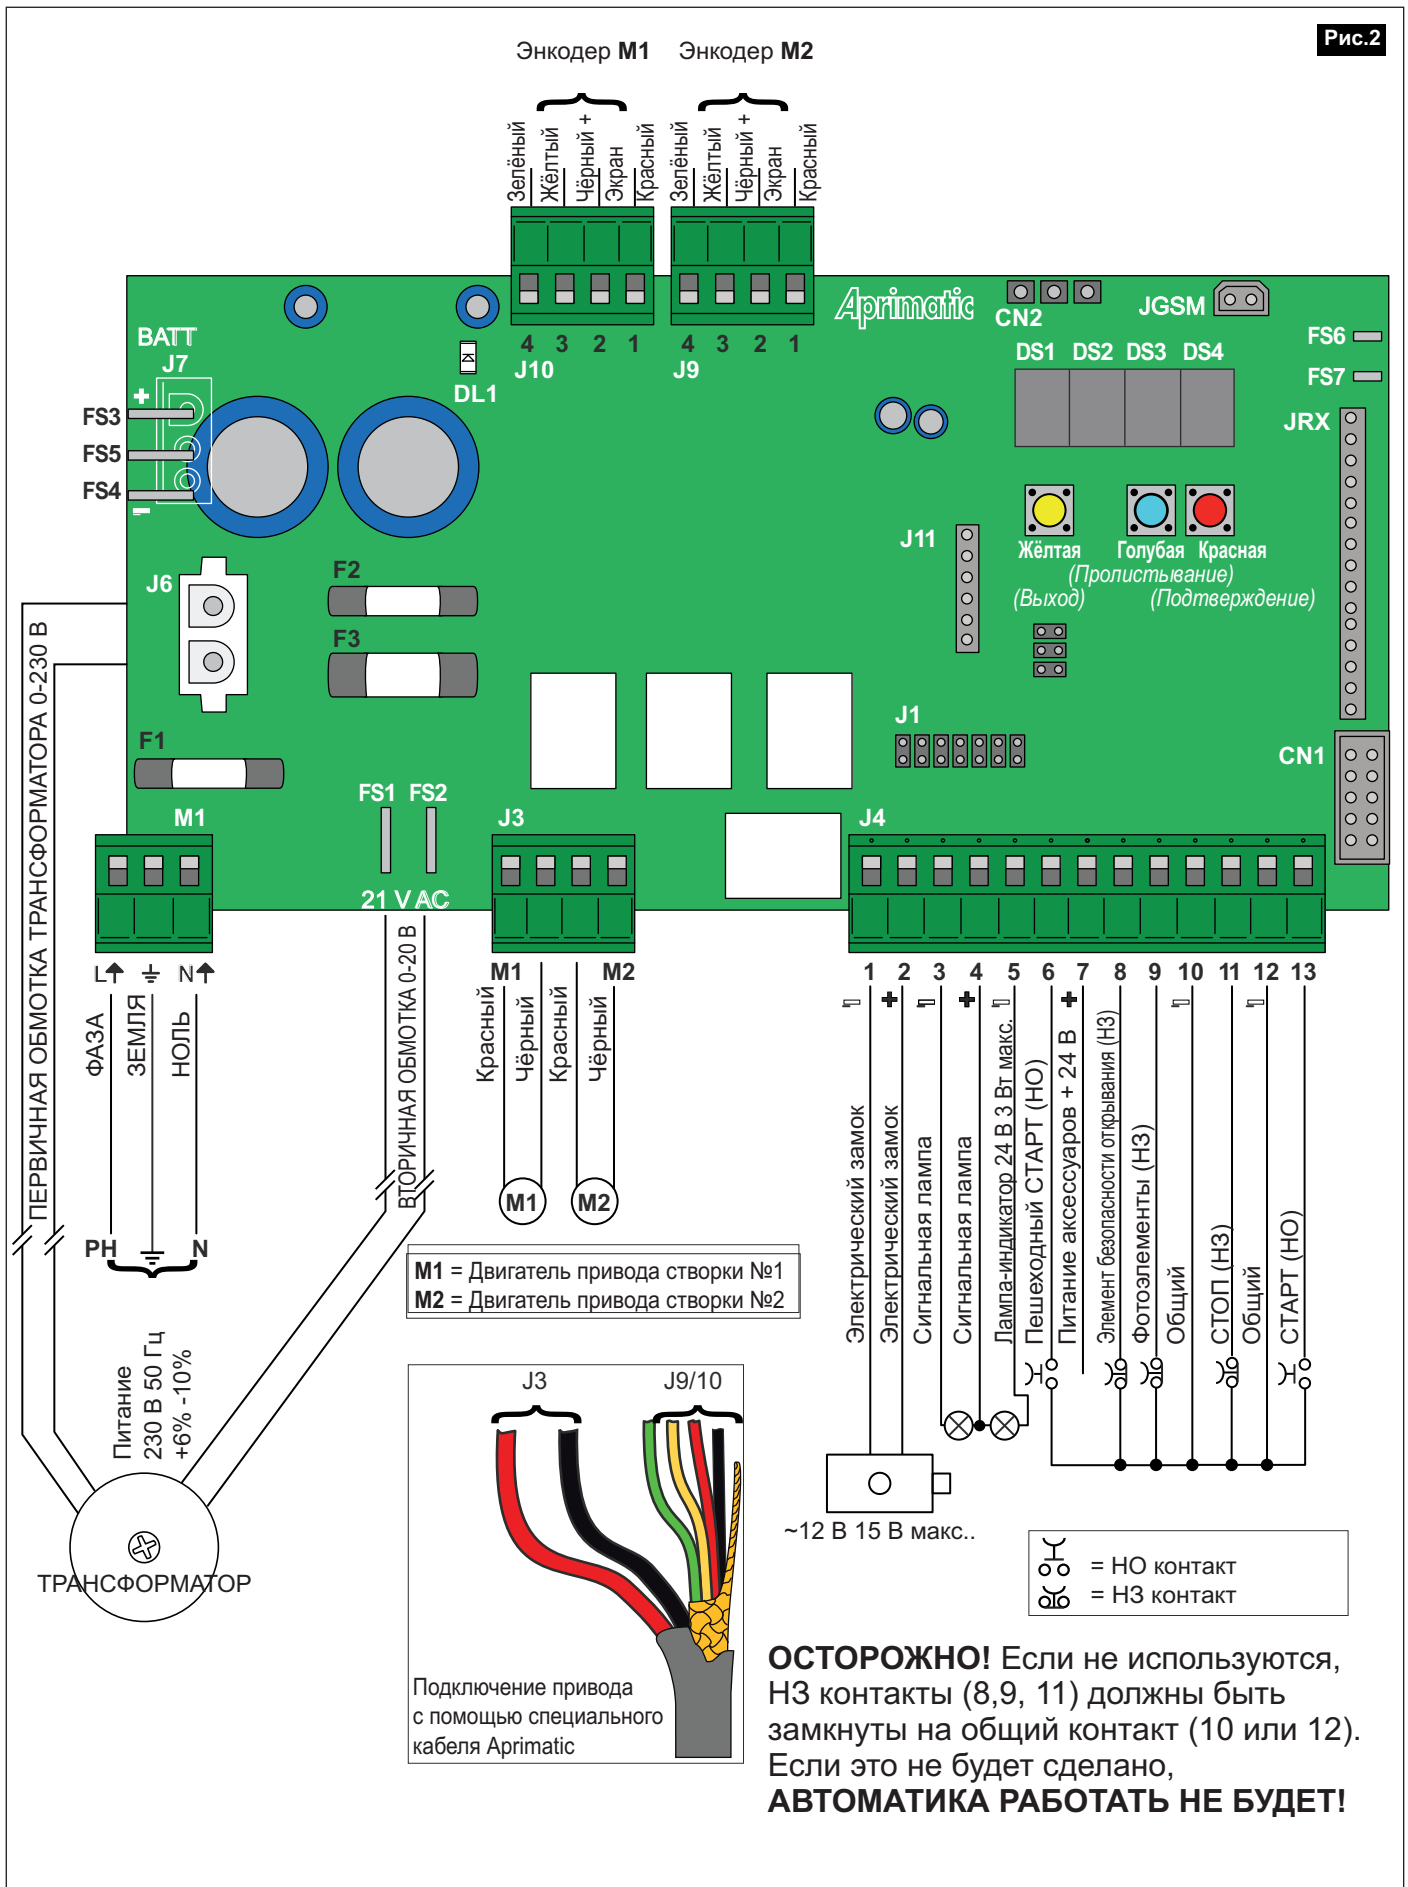 Рис.2
Энкодер M1 Энкодер M2
Зелёный
Жёлтый
Чёрный +
Экран
Красный
Зелёный
Жёлтый
Чёрный +
Экран
Красный
4 3 2 1
J10
4 3 2 1
J9
Aprimatic
CN2
JGSM
DS1 DS2 DS3 DS4
FS6
FS7
JRX
BATT
J7
+
FS3
FS5
FS4
-
DL1
J11
Жёлтая Голубая Красная
(Пролистывание)
(Выход) (Подтверждение)
J6
F2
F3
F1
J1
CN1
M1
FS1 FS2
J3
J4
21 V AC
ПЕРВИЧНАЯ ОБМОТКА ТРАНСФОРМАТОРА 0-230 В
L N
ФАЗА
ЗЕМЛЯ
НОЛЬ
PH N
ВТОРИЧНАЯ ОБМОТКА 0-20 В
M1 M2
Красный
Чёрный
Красный
Чёрный
M1 M2
1 2 3 4 5 6 7 8 9 10 11 12 13
Электрический замок
Электрический замок
Сигнальная лампа
Сигнальная лампа
Лампа-индикатор 24 В 3 Вт макс.
Пешеходный СТАРТ (НО)
Питание аксессуаров + 24 В
Элемент безопасности открывания (НЗ)
Фотоэлементы (НЗ)
Общий
СТОП (НЗ)
Общий
СТАРТ (НО)
M1 = Двигатель привода створки №1
M2 = Двигатель привода створки №2
Питание
230 В 50 Гц
+6% -10%
ТРАНСФОРМАТОР
J3 J9/10
Подключение привода
с помощью специального
кабеля Aprimatic
~12 В 15 В макс..
= НО контакт
= НЗ контакт
ОСТОРОЖНО! Если не используются,
НЗ контакты (8,9, 11) должны быть
замкнуты на общий контакт (10 или 12).
Если это не будет сделано,
АВТОМАТИКА РАБОТАТЬ НЕ БУДЕТ!